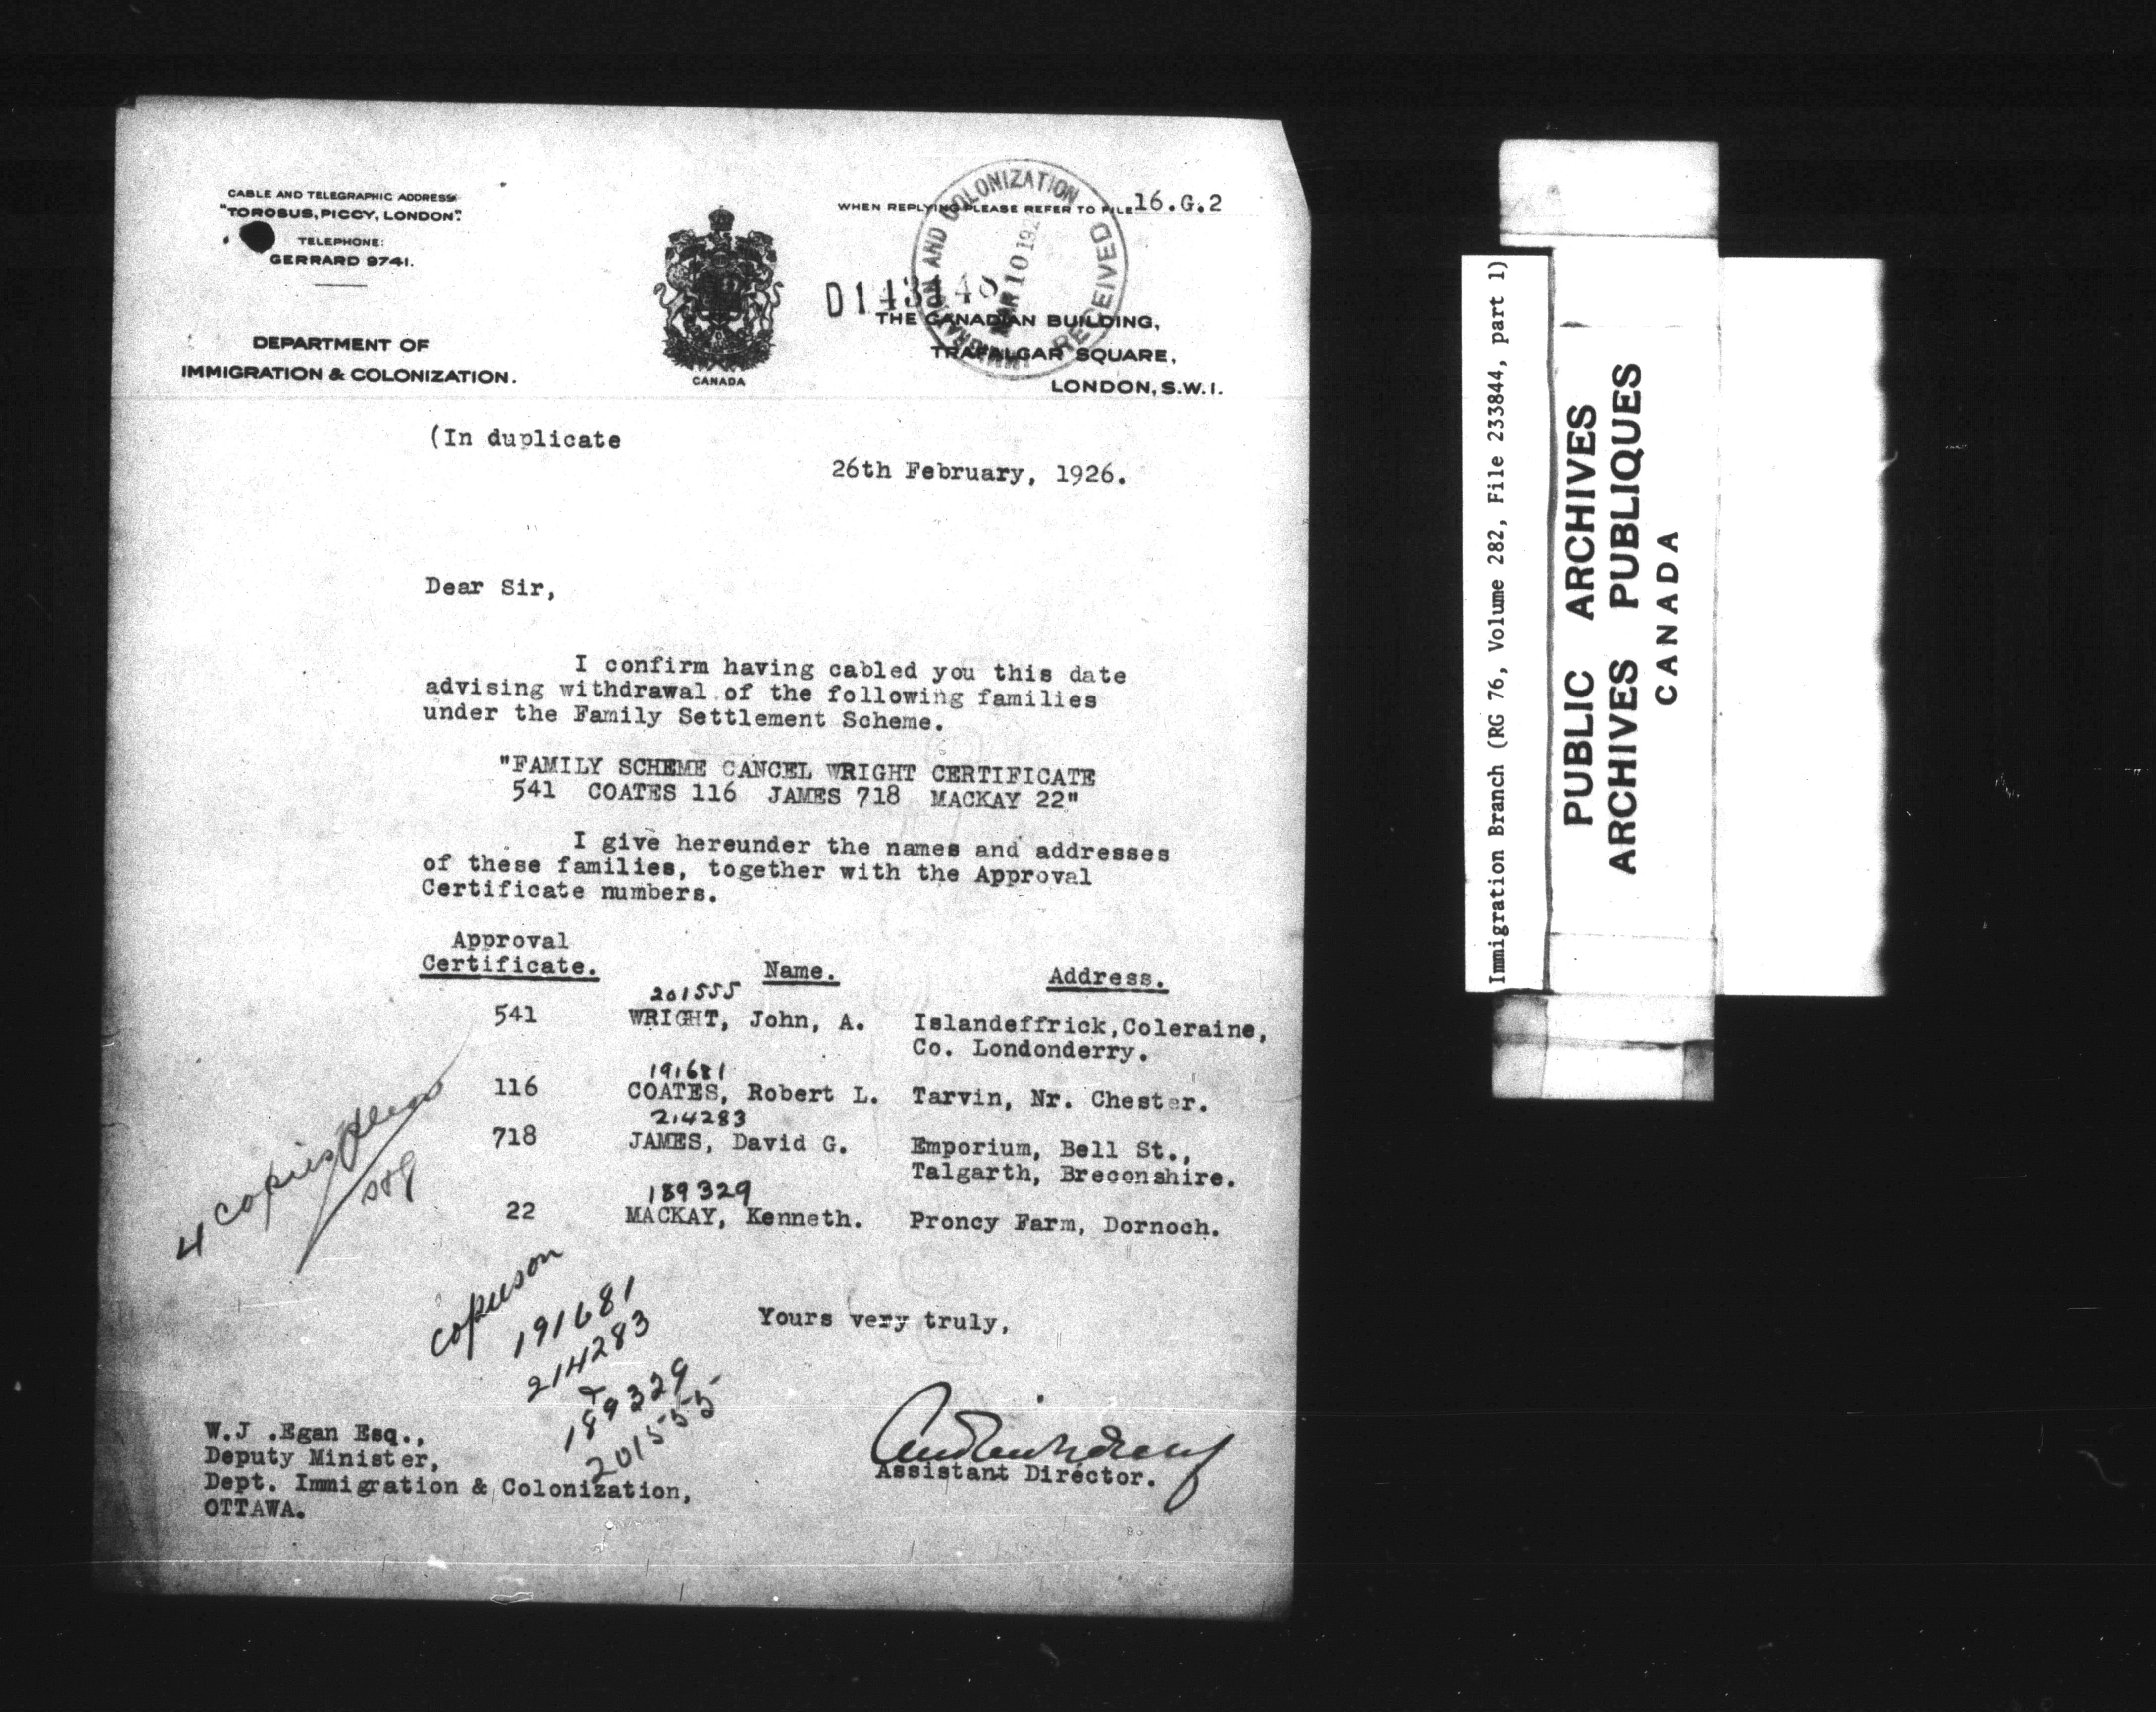 CABLE AND TELEGRAPHIC ADDRESS
"TOROSUS, PICCY, LONDON".
TELEPHONE:
GERRARD 9741.
DEPARTMENT OF
IMMIGRATION & COLONIZATION.
CANADA
WHEN REPLYING PLEASE REFER TO FILE 16.G.2
AND COLONIZATION
RECEIVED
THE CANADIAN BUILDING,
TRAFALGAR SQUARE,
LONDON, S.W.1.
(In duplicate
26th February, 1926.
Dear Sir,
I confirm having cabled you this date
advising withdrawal of the following families
under the Family Settlement Scheme.
"FAMILY SCHEME CANCEL WRIGHT CERTIFICATE
541 COATES 116 JAMES 718 MACKAY 22"
I give hereunder the names and addresses
of these families, together with the Approval
Certificate numbers.
Approval
Certificate. Name. Address.
201555
541 WRIGHT, John, A. Islandeffrick, Coleraine,
Co. Londonderry.
191681
116 COATES, Robert L. Tarvin, Nr. Chester.
214283
718 JAMES, David G. Emporium, Bell St.,
Talgarth, Breconshire.
189329
22 MACKAY, Kenneth. Proncy Farm, Dornoch.
4 copies please
copies on
191681
214283
189329
201555
Yours very truly,
Assistant Director.
W.J .Egan Esq.,
Deputy Minister,
Dept. Immigration & Colonization,
OTTAWA.
Immigration Branch (RG 76, Volume 282, File 233844, part 1)
PUBLIC ARCHIVES
ARCHIVES PUBLIQUES
CANADA